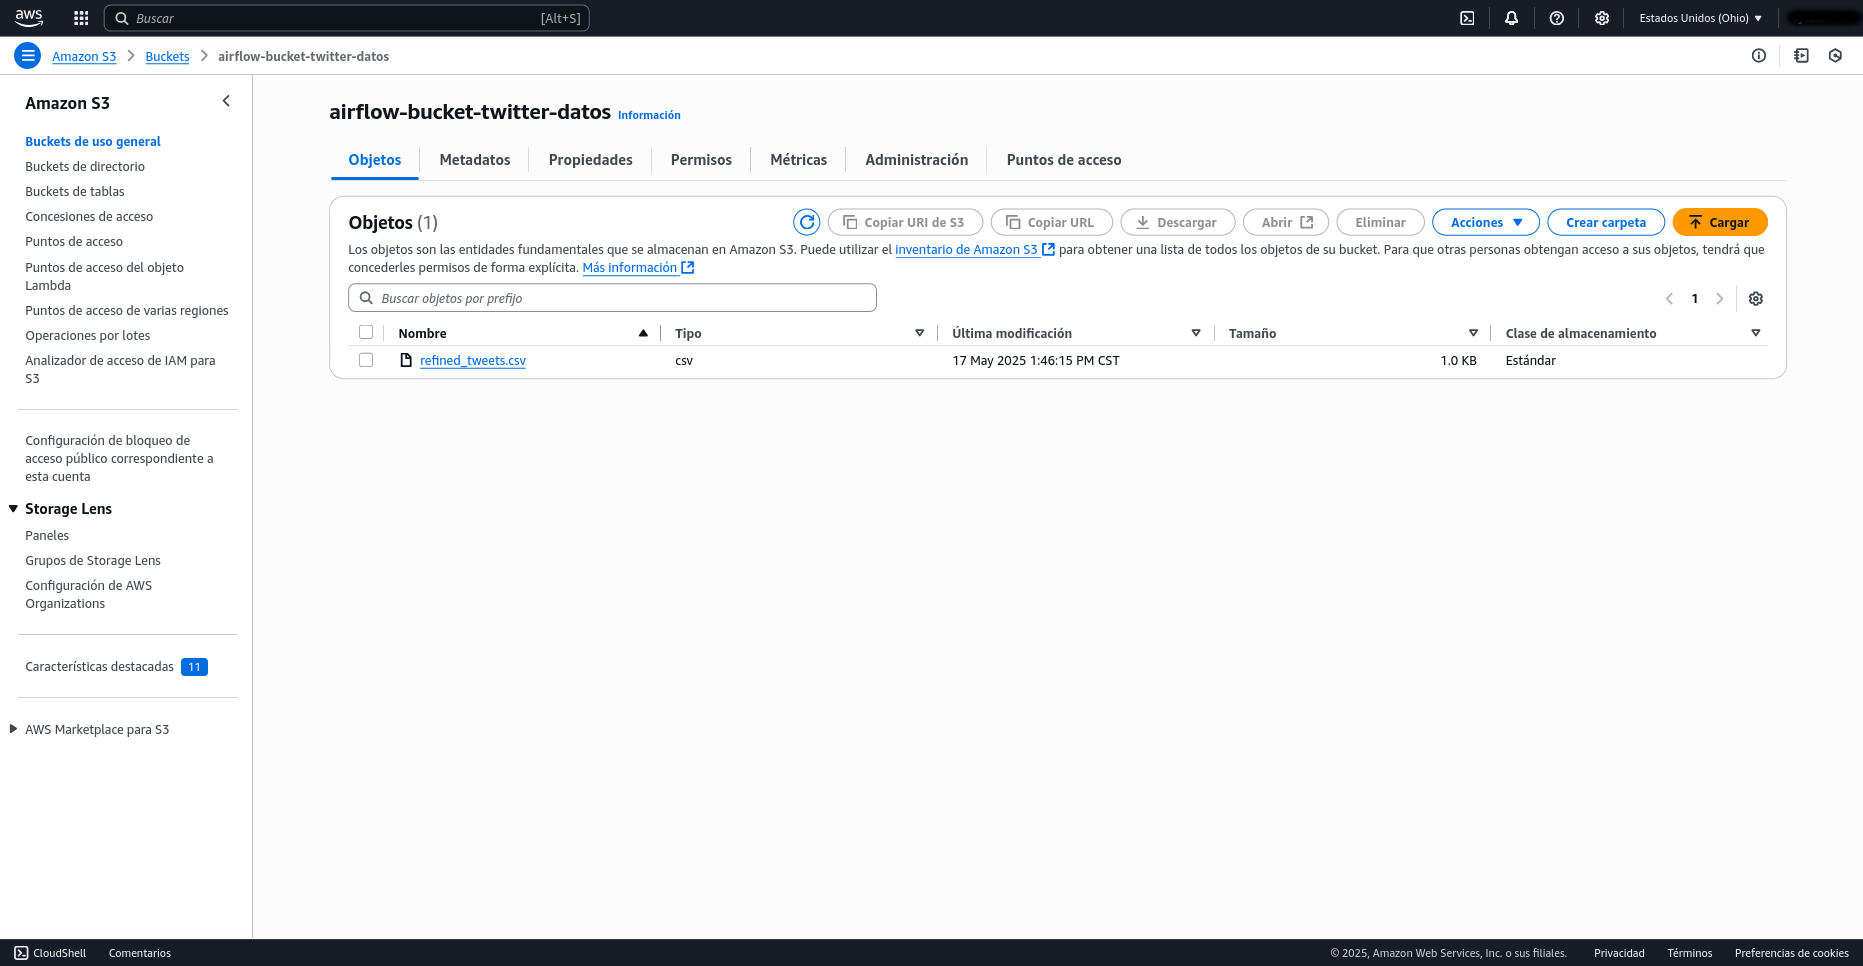 aws
Buscar [Alt+S]
Estados Unidos (Ohio)
Amazon S3 Buckets airflow-bucket-twitter-datos
Amazon S3
Buckets de uso general
Buckets de directorio
Buckets de tablas
Concesiones de acceso
Puntos de acceso
Puntos de acceso del objeto
Lambda
Puntos de acceso de varias regiones
Operaciones por lotes
Analizador de acceso de IAM para
S3
Configuración de bloqueo de
acceso público correspondiente a
esta cuenta
Storage Lens
Paneles
Grupos de Storage Lens
Configuración de AWS
Organizations
Características destacadas 11
AWS Marketplace para S3
airflow-bucket-twitter-datos Información
Objetos Metadatos Propiedades Permisos Métricas Administración Puntos de acceso
Objetos (1)
Copiar URI de S3 Copiar URL Descargar Abrir Eliminar Acciones Crear carpeta Cargar
Los objetos son las entidades fundamentales que se almacenan en Amazon S3. Puede utilizar el inventario de Amazon S3 para obtener una lista de todos los objetos de su bucket. Para que otras personas obtengan acceso a sus objetos, tendrá que
concederles permisos de forma explícita. Más información
Buscar objetos por prefijo
1
Nombre Tipo Última modificación Tamaño Clase de almacenamiento
refined_tweets.csv csv 17 May 2025 1:46:15 PM CST 1.0 KB Estándar
CloudShell Comentarios © 2025, Amazon Web Services, Inc. o sus filiales. Privacidad Términos Preferencias de cookies